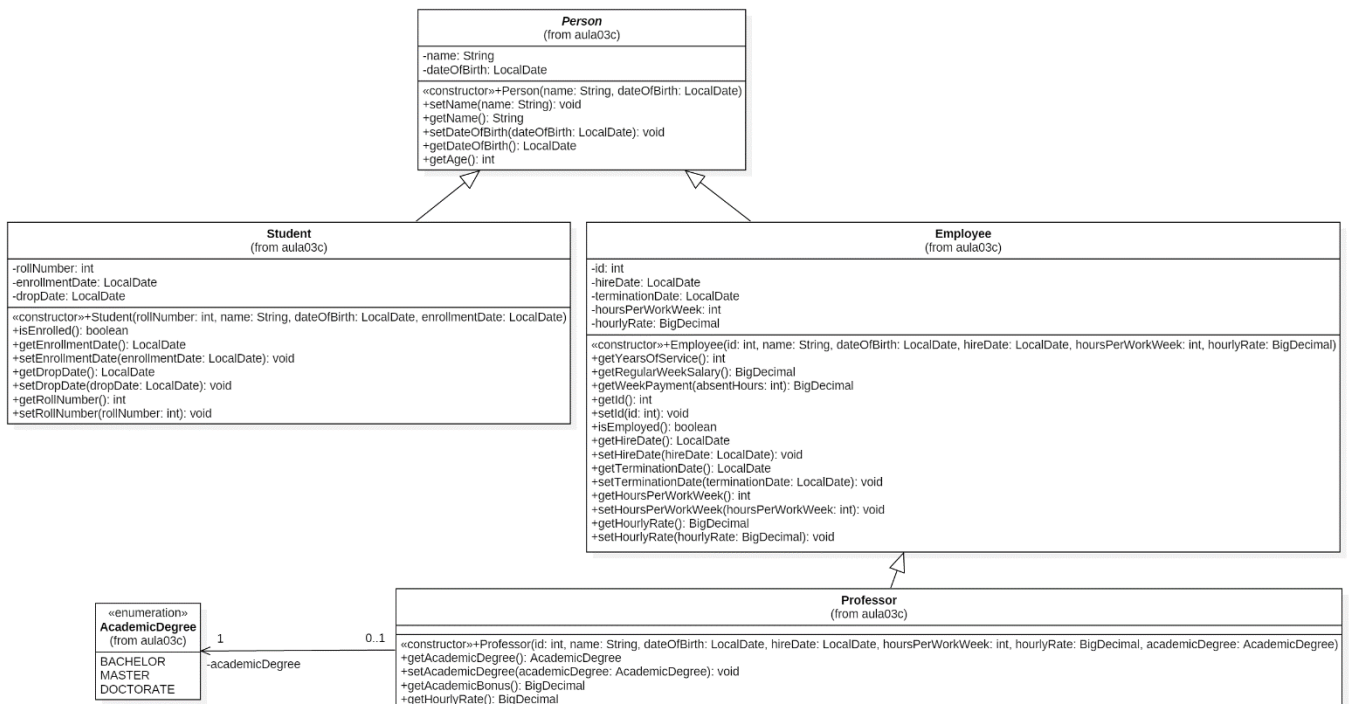 Person
(from aula03c)
-name: String
-dateOfBirth: LocalDate
«constructor»+Person(name: String, dateOfBirth: LocalDate)
+setName(name: String): void
+getName(): String
+setDateOfBirth(dateOfBirth: LocalDate): void
+getDateOfBirth(): LocalDate
+getAge(): int
Student
(from aula03c)
-rollNumber: int
-enrollmentDate: LocalDate
-dropDate: LocalDate
«constructor»+Student(rollNumber: int, name: String, dateOfBirth: LocalDate, enrollmentDate: LocalDate)
+isEnrolled(): boolean
+getEnrollmentDate(): LocalDate
+setEnrollmentDate(enrollmentDate: LocalDate): void
+getDropDate(): LocalDate
+setDropDate(dropDate: LocalDate): void
+getRollNumber(): int
+setRollNumber(rollNumber: int): void
Employee
(from aula03c)
-id: int
-hireDate: LocalDate
-terminationDate: LocalDate
-hoursPerWorkWeek: int
-hourlyRate: BigDecimal
«constructor»+Employee(id: int, name: String, dateOfBirth: LocalDate, hireDate: LocalDate, hoursPerWorkWeek: int, hourlyRate: BigDecimal)
+getYearsOfService(): int
+getRegularWeekSalary(): BigDecimal
+getWeekPayment(absentHours: int): BigDecimal
+getId(): int
+setId(id: int): void
+isEmployed(): boolean
+getHireDate(): LocalDate
+setHireDate(hireDate: LocalDate): void
+getTerminationDate(): LocalDate
+setTerminationDate(terminationDate: LocalDate): void
+getHoursPerWorkWeek(): int
+setHoursPerWorkWeek(hoursPerWorkWeek: int): void
+getHourlyRate(): BigDecimal
+setHourlyRate(hourlyRate: BigDecimal): void
«enumeration»
AcademicDegree
(from aula03c)
BACHELOR
MASTER
DOCTORATE
1
0..1
-academicDegree
Professor
(from aula03c)
«constructor»+Professor(id: int, name: String, dateOfBirth: LocalDate, hireDate: LocalDate, hoursPerWorkWeek: int, hourlyRate: BigDecimal, academicDegree: AcademicDegree)
+getAcademicDegree(): AcademicDegree
+setAcademicDegree(academicDegree: AcademicDegree): void
+getAcademicBonus(): BigDecimal
+getHourlyRate(): BigDecimal